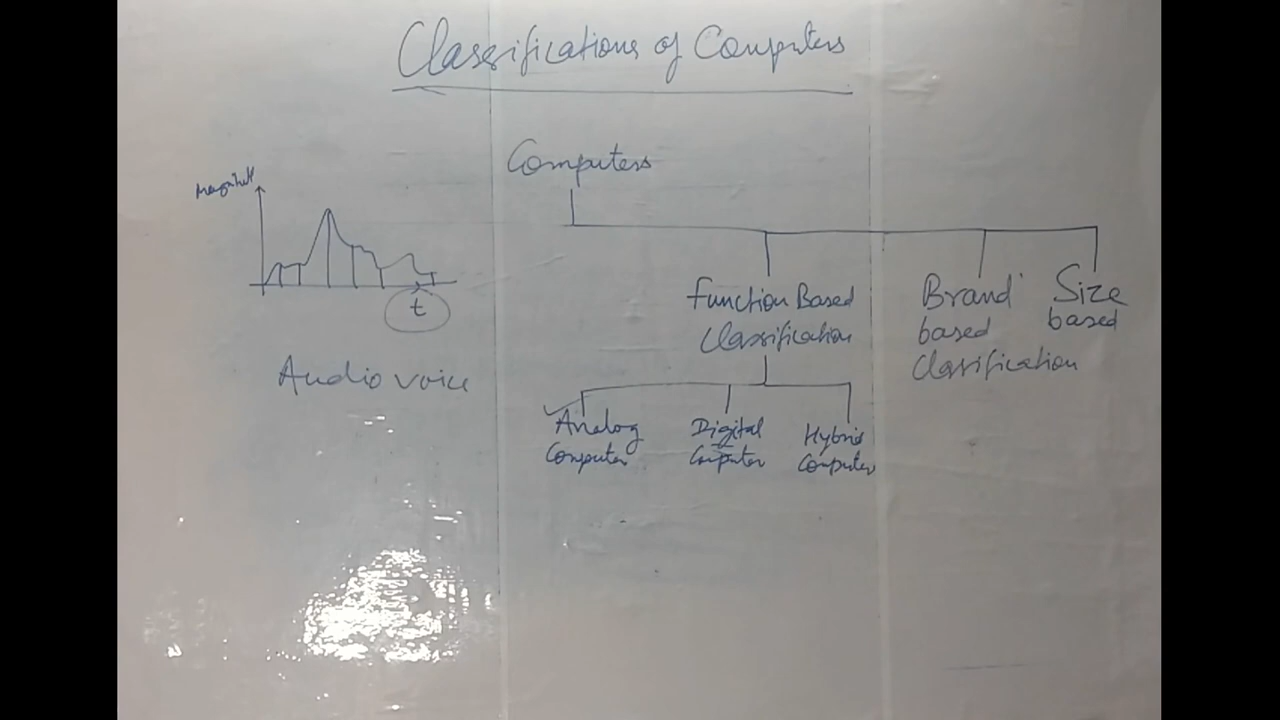 Classifications of Computers
Computers
Magnitude
t
Audio voice
Function Based
Classification
Brand
based
Classification
Size
based
Analog
Computer
Digital
Computer
Hybrid
Computer